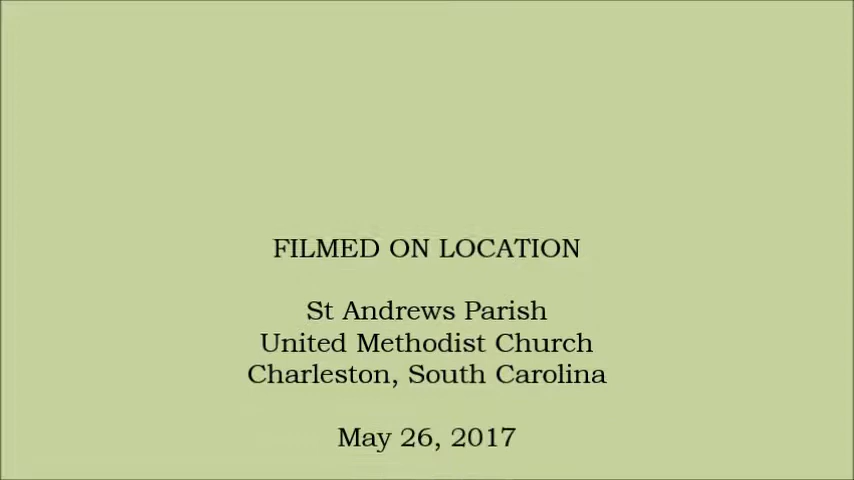 FILMED ON LOCATION
St Andrews Parish
United Methodist Church
Charleston, South Carolina
May 26, 2017